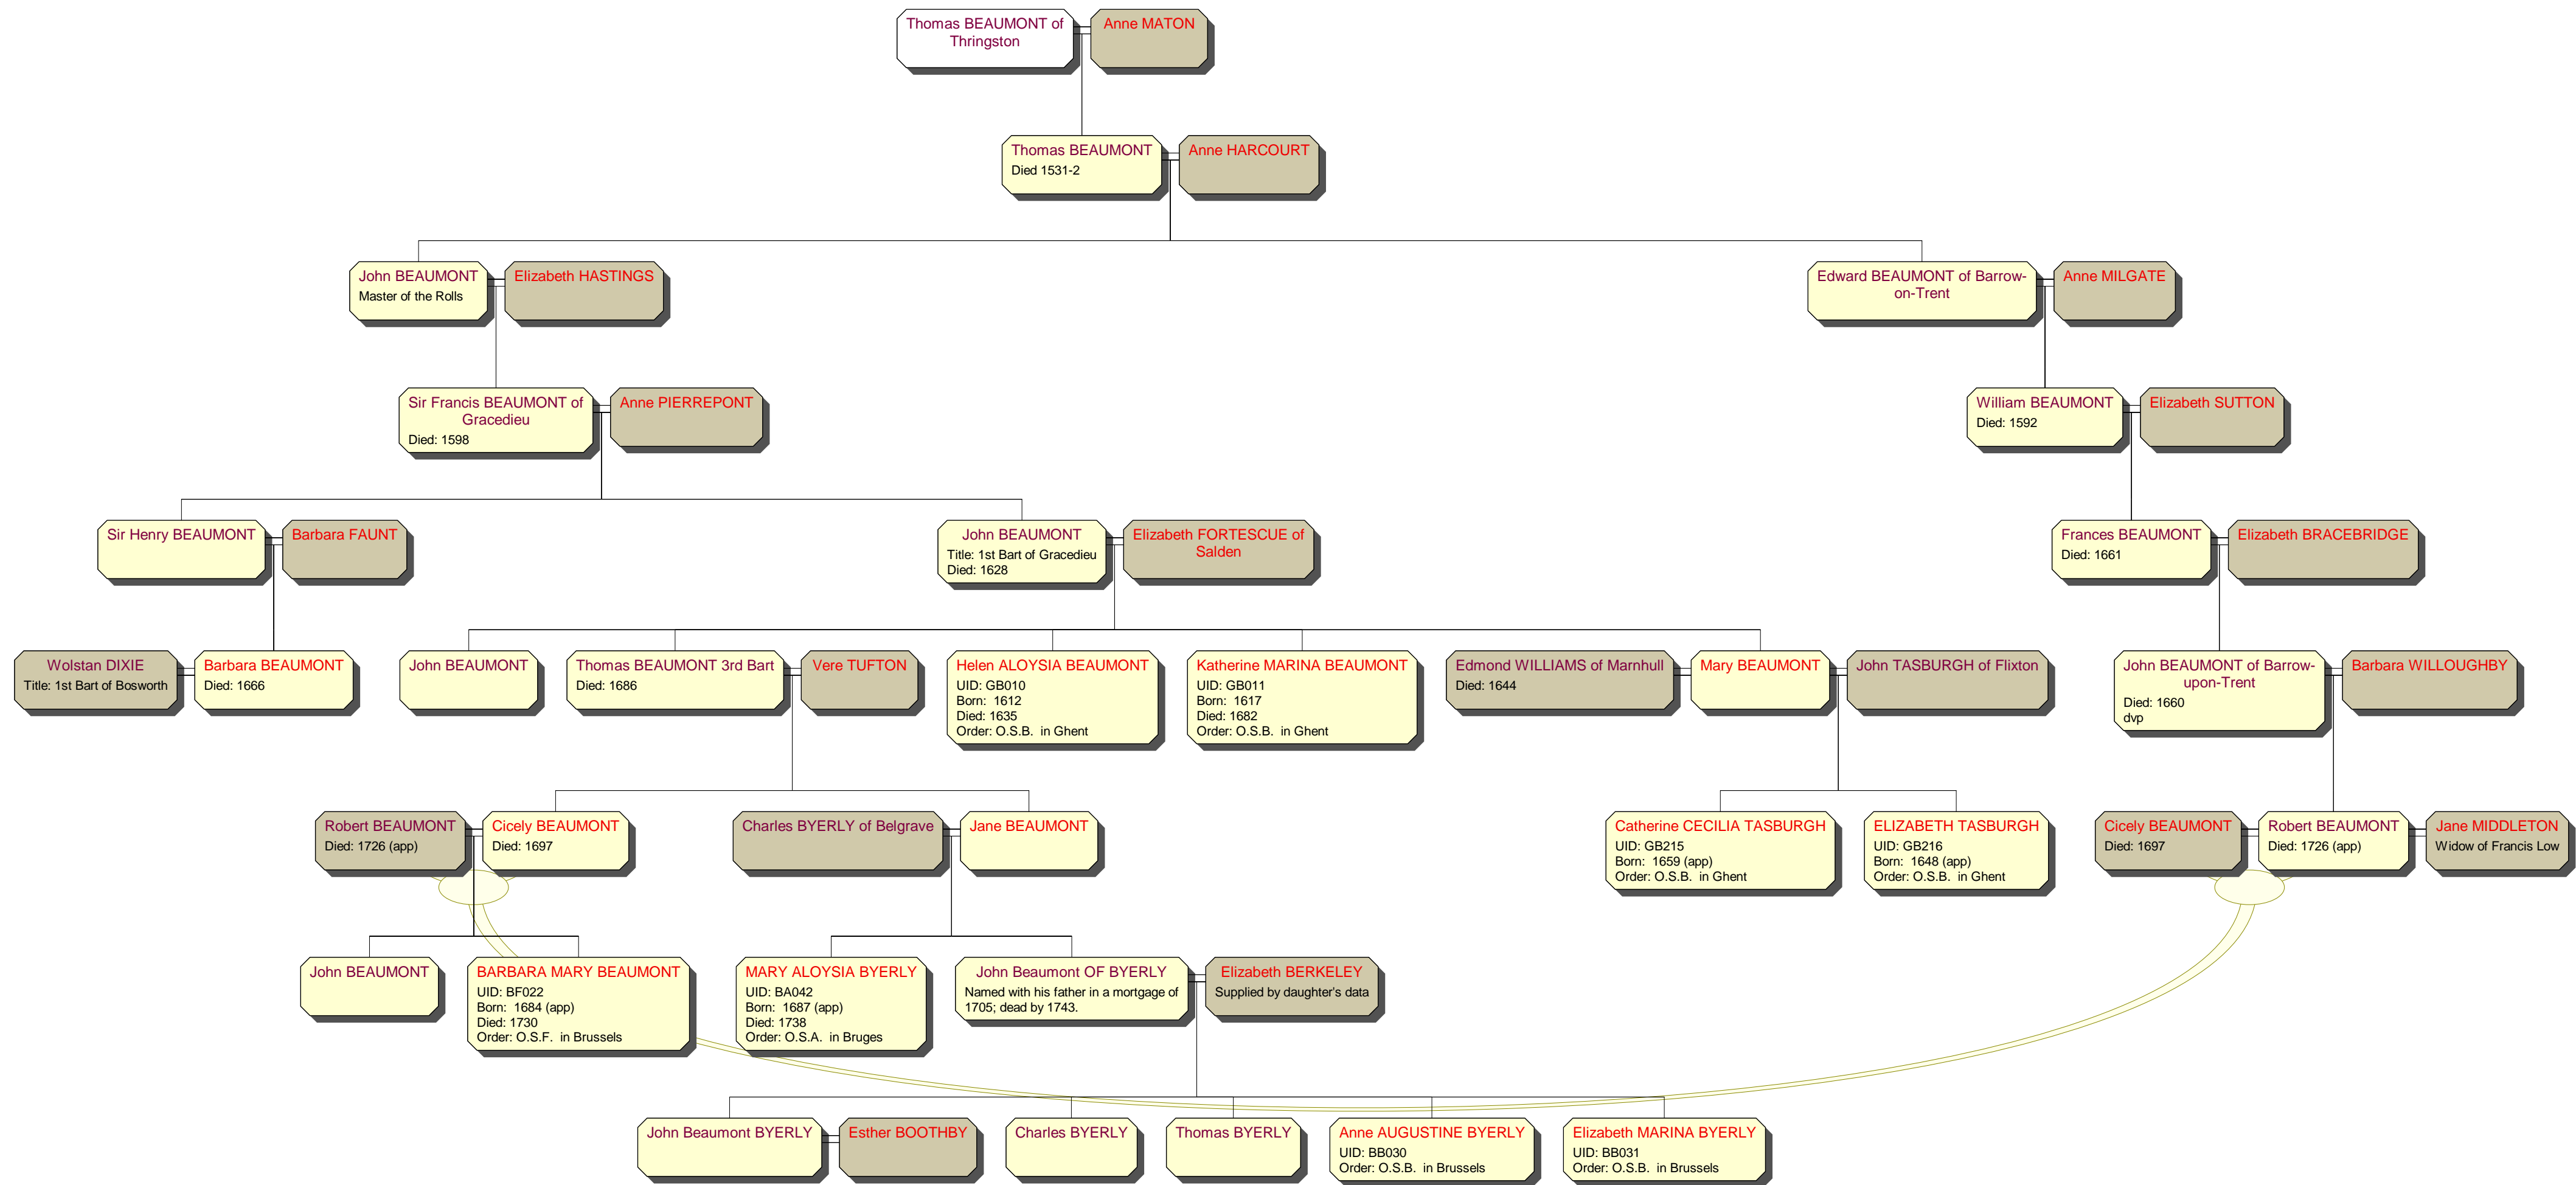 Thomas BEAUMONT of
Thringston
Anne MATON
Thomas BEAUMONT
Died 1531-2
Anne HARCOURT
John BEAUMONT
Master of the Rolls
Elizabeth HASTINGS
Edward BEAUMONT of Barrow-
on-Trent
Anne MILGATE
Sir Francis BEAUMONT of
Gracedieu
Died: 1598
Anne PIERREPONT
William BEAUMONT
Died: 1592
Elizabeth SUTTON
Sir Henry BEAUMONT
Barbara FAUNT
John BEAUMONT
Title: 1st Bart of Gracedieu
Died: 1628
Elizabeth FORTESCUE of
Salden
Frances BEAUMONT
Died: 1661
Elizabeth BRACEBRIDGE
Wolstan DIXIE
Title: 1st Bart of Bosworth
Barbara BEAUMONT
Died: 1666
John BEAUMONT
Thomas BEAUMONT 3rd Bart
Died: 1686
Vere TUFTON
Helen ALOYSIA BEAUMONT
UID: GB010
Born: 1612
Died: 1635
Order: O.S.B. in Ghent
Katherine MARINA BEAUMONT
UID: GB011
Born: 1617
Died: 1682
Order: O.S.B. in Ghent
Edmond WILLIAMS of Marnhull
Died: 1644
Mary BEAUMONT
John TASBURGH of Flixton
John BEAUMONT of Barrow-
upon-Trent
Died: 1660
dvp
Barbara WILLOUGHBY
Robert BEAUMONT
Died: 1726 (app)
Cicely BEAUMONT
Died: 1697
Charles BYERLY of Belgrave
Jane BEAUMONT
Catherine CECILIA TASBURGH
UID: GB215
Born: 1659 (app)
Order: O.S.B. in Ghent
ELIZABETH TASBURGH
UID: GB216
Born: 1648 (app)
Order: O.S.B. in Ghent
Cicely BEAUMONT
Died: 1697
Robert BEAUMONT
Died: 1726 (app)
Jane MIDDLETON
Widow of Francis Low
John BEAUMONT
BARBARA MARY BEAUMONT
UID: BF022
Born: 1684 (app)
Died: 1730
Order: O.S.F. in Brussels
MARY ALOYSIA BYERLY
UID: BA042
Born: 1687 (app)
Died: 1738
Order: O.S.A. in Bruges
John Beaumont OF BYERLY
Named with his father in a mortgage of
1705; dead by 1743.
Elizabeth BERKELEY
Supplied by daughter's data
John Beaumont BYERLY
Esther BOOTHBY
Charles BYERLY
Thomas BYERLY
Anne AUGUSTINE BYERLY
UID: BB030
Order: O.S.B. in Brussels
Elizabeth MARINA BYERLY
UID: BB031
Order: O.S.B. in Brussels